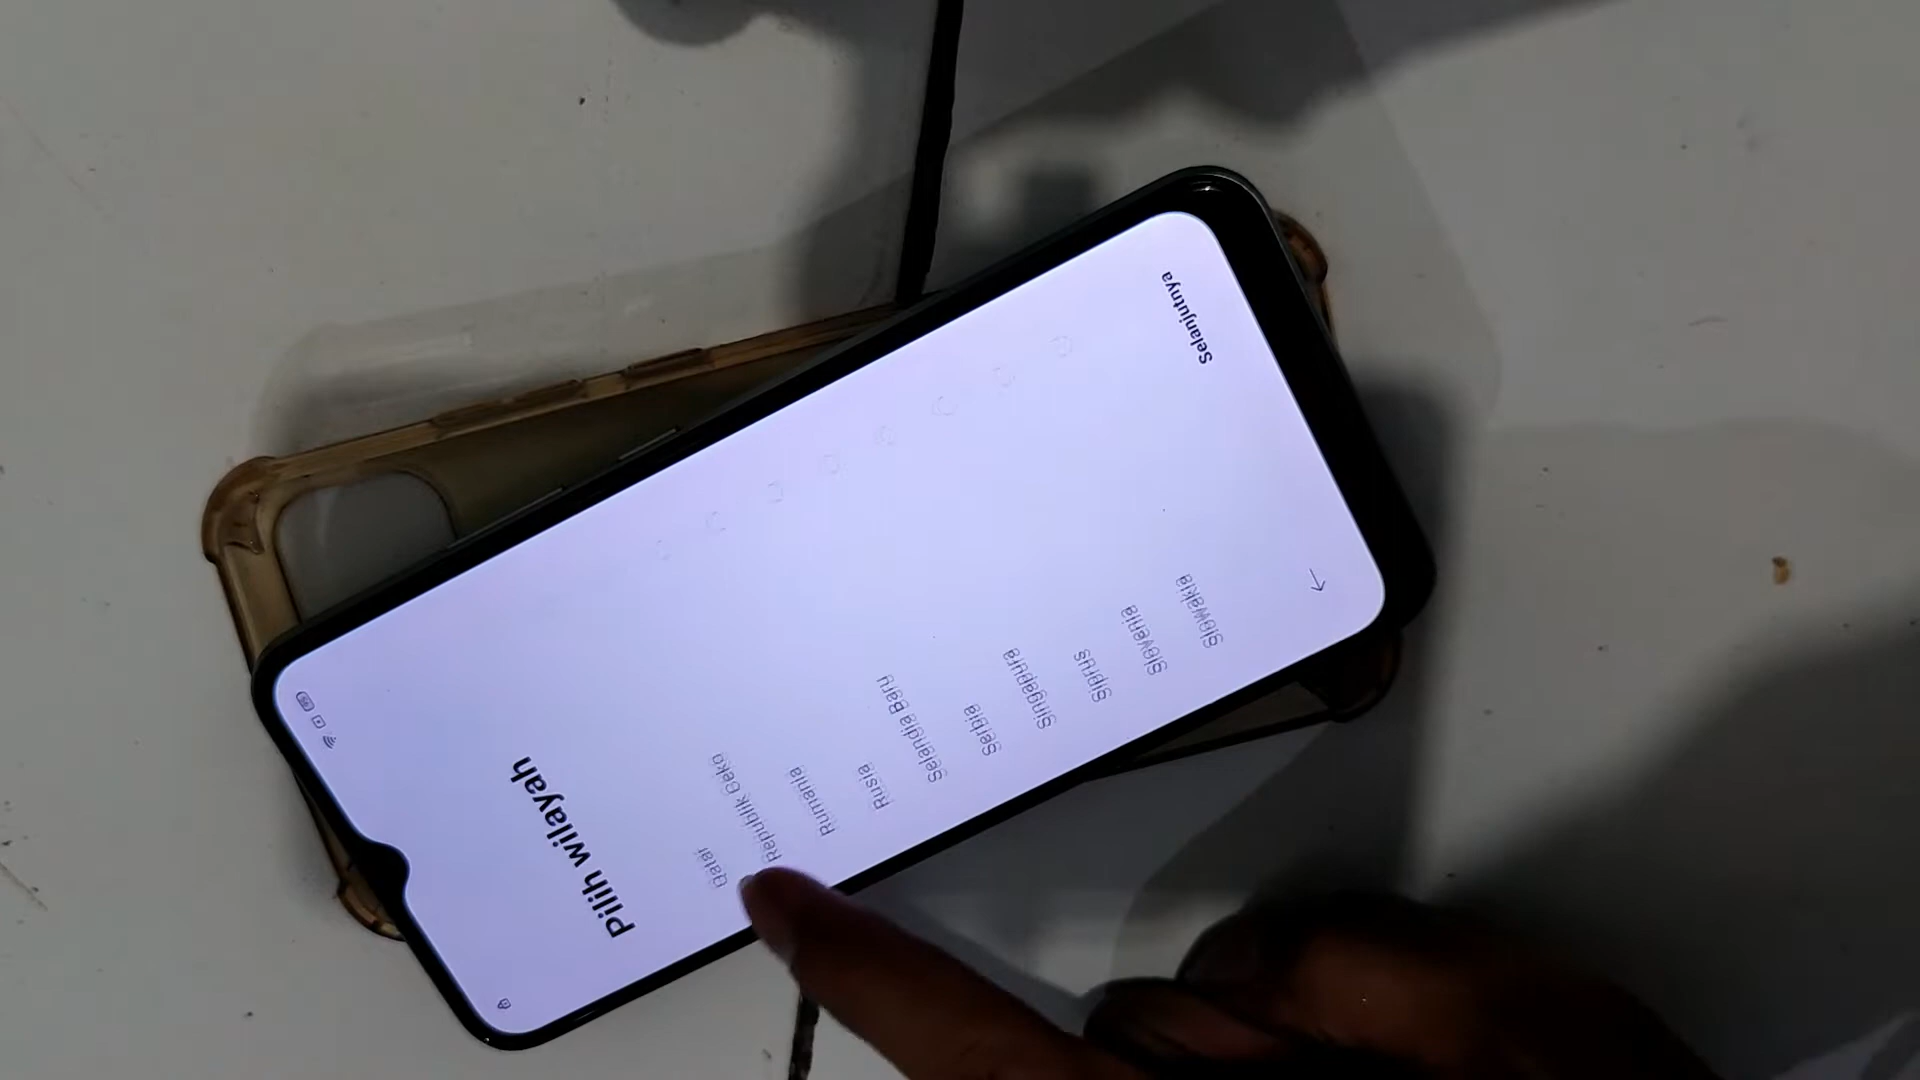 Pilih wilayah
Qatar
Republik Ceko
Rumania
Rusia
Selandia Baru
Serbia
Singapura
Siprus
Slovenia
Slowakia
Selanjutnya